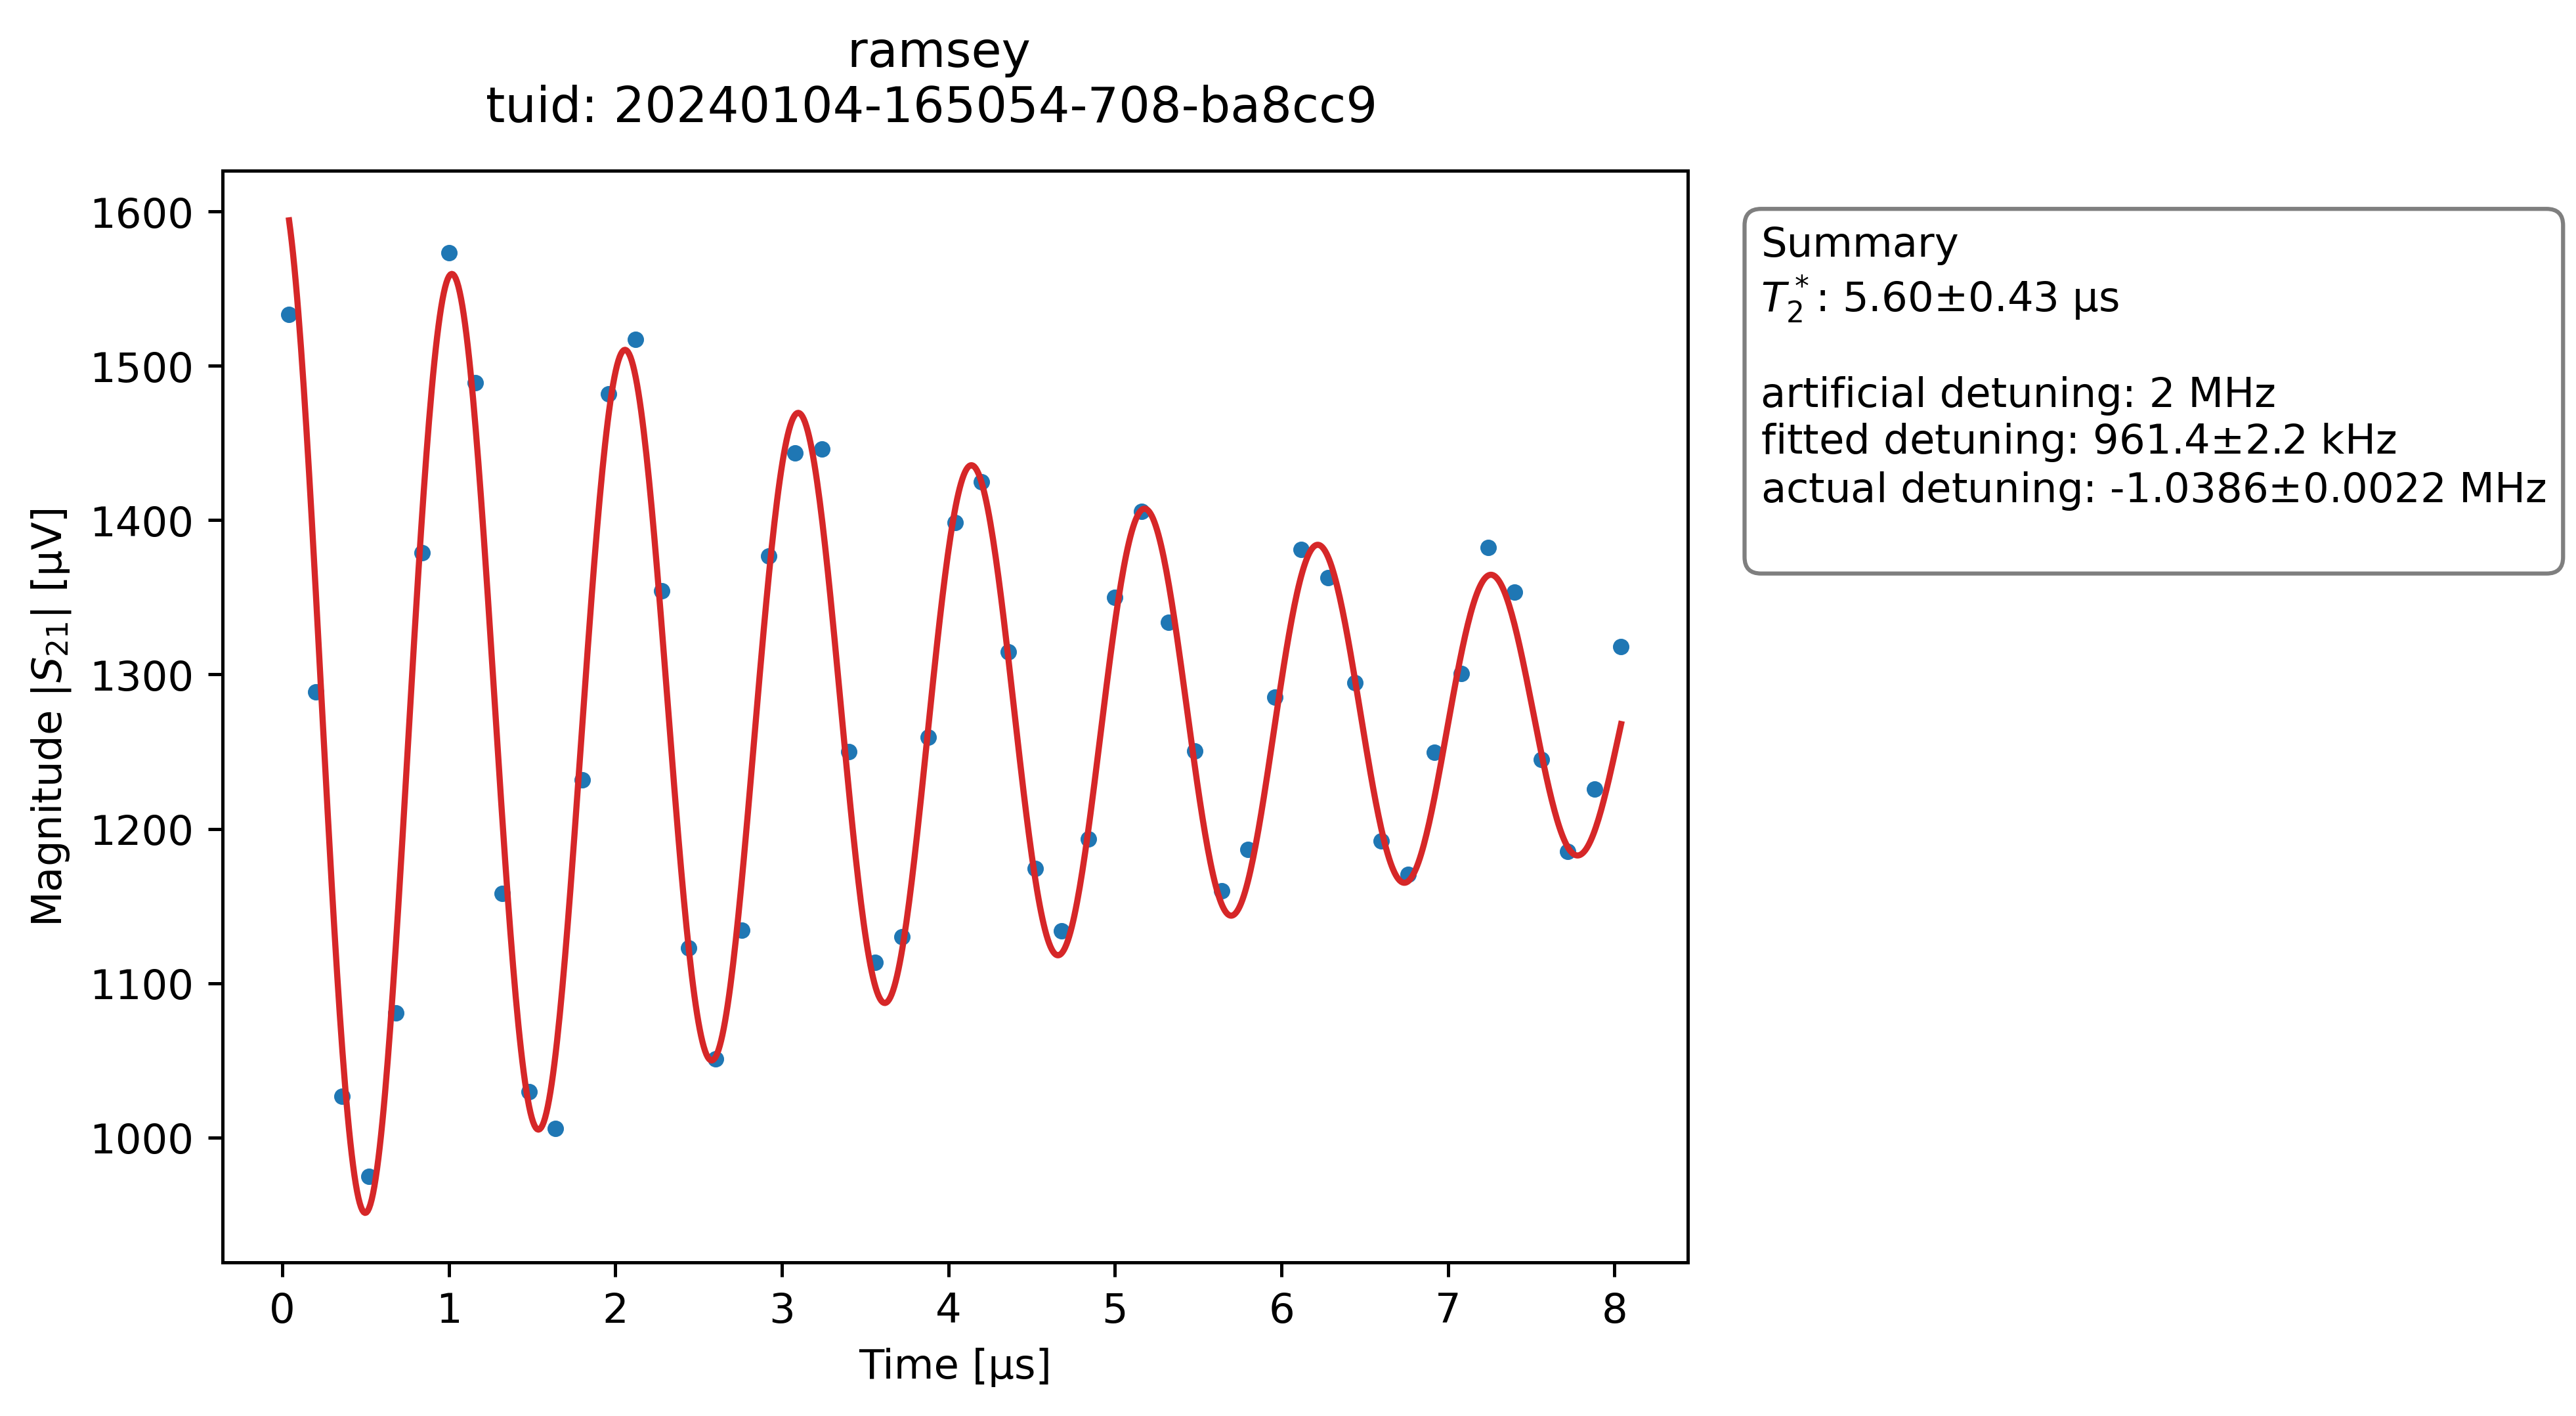 ramsey
tuid: 20240104-165054-708-ba8cc9
1600
1500
1400
1300
1200
1100
1000
Magnitude |S21| [µV]
0 1 2 3 4 5 6 7 8
Time [µs]
Summary
T2*: 5.60±0.43 µs
artificial detuning: 2 MHz
fitted detuning: 961.4±2.2 kHz
actual detuning: -1.0386±0.0022 MHz